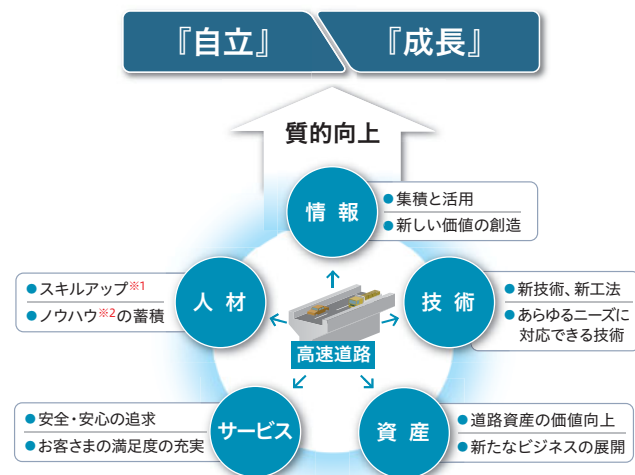 『自立』
『成長』
質的向上
情報
●集積と活用
●新しい価値の創造
●スキルアップ※1
●ノウハウ※2の蓄積
人材
技術
●新技術、新工法
●あらゆるニーズに
対応できる技術
高速道路
●安全・安心の追求
●お客さまの満足度の充実
サービス
資産
●道路資産の価値向上
●新たなビジネスの展開